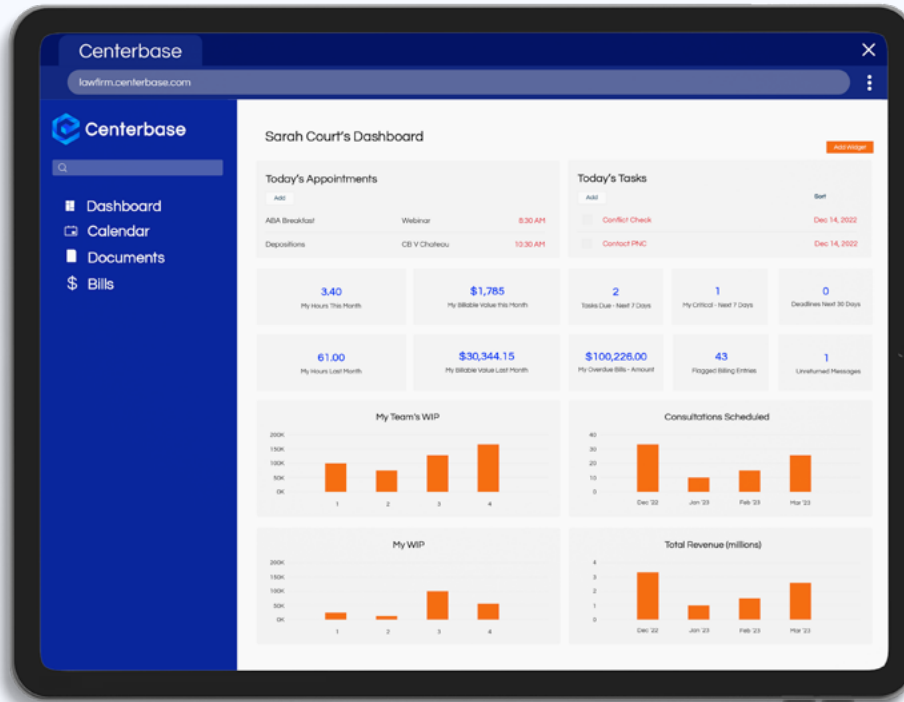 Centerbase
lawfirm.centerbase.com
Centerbase
Dashboard
Calendar
Documents
$ Bills
Sarah Court's Dashboard
Add Widget
Today's Appointments
Add
ABA Breakfast Webinar 8:30 AM
Depositions CB V Chateau 10:30 AM
Today's Tasks
Add Sort
Conflict Check Dec 14, 2022
Contact PNC Dec 14, 2022
3.40
My Hours This Month
$1,785
My Billable Value this Month
2
Tasks Due - Next 7 Days
1
My Critical - Next 7 Days
0
Deadlines Next 30 Days
61.00
My Hours Last Month
$30,344.15
My Billable Value Last Month
$100,226.00
My Overdue Bills - Amount
43
Flagged Billing Entries
1
Unreturned Messages
My Team's WIP
200K
150K
100K
50K
0K
1 2 3 4
Consultations Scheduled
40
30
20
10
0
Dec '22 Jan '23 Feb '23 Mar '23
My WIP
200K
150K
100K
50K
0K
1 2 3 4
Total Revenue (millions)
4
3
2
1
0
Dec '22 Jan '23 Feb '23 Mar '23